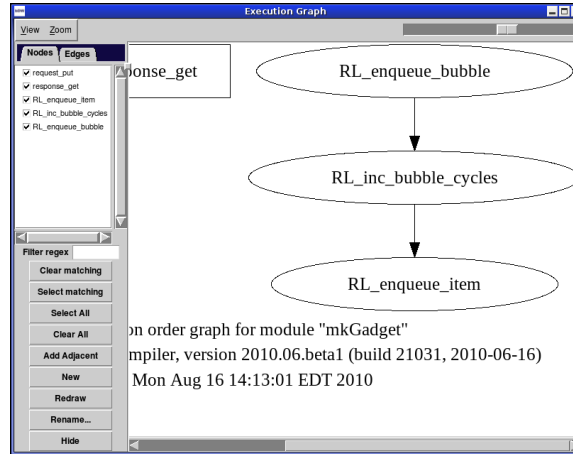 Execution Graph
View Zoom
Nodes Edges
request_put
response_get
RL_enqueue_item
RL_inc_bubble_cycles
RL_enqueue_bubble
Filter regex
Clear matching
Select matching
Select All
Clear All
Add Adjacent
New
Redraw
Rename...
Hide
onse_get
RL_enqueue_bubble
RL_inc_bubble_cycles
RL_enqueue_item
on order graph for module "mkGadget"
mpiler, version 2010.06.beta1 (build 21031, 2010-06-16)
Mon Aug 16 14:13:01 EDT 2010